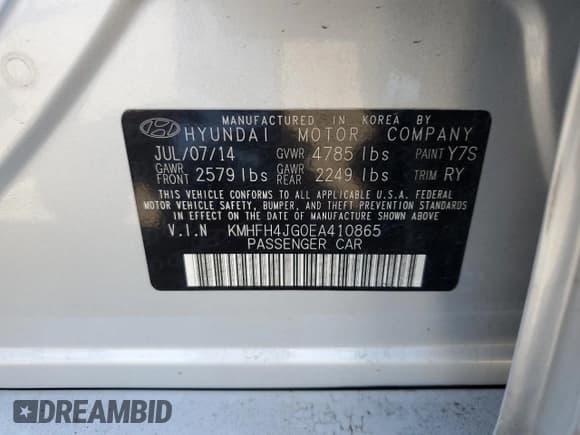 MANUFACTURED IN KOREA BY
HYUNDAI MOTOR COMPANY
JUL/07/14 GVWR 4785 lbs PAINT Y7S
GAWR FRONT 2579 lbs GAWR REAR 2249 lbs TRIM RY
THIS VEHICLE CONFORMS TO ALL APPLICABLE U.S.A. FEDERAL
MOTOR VEHICLE SAFETY, BUMPER, AND THEFT PREVENTION STANDARDS
IN EFFECT ON THE DATE OF MANUFACTURE SHOWN ABOVE
V.I.N KMHFH4JG0EA410865
PASSENGER CAR
DREAMBID